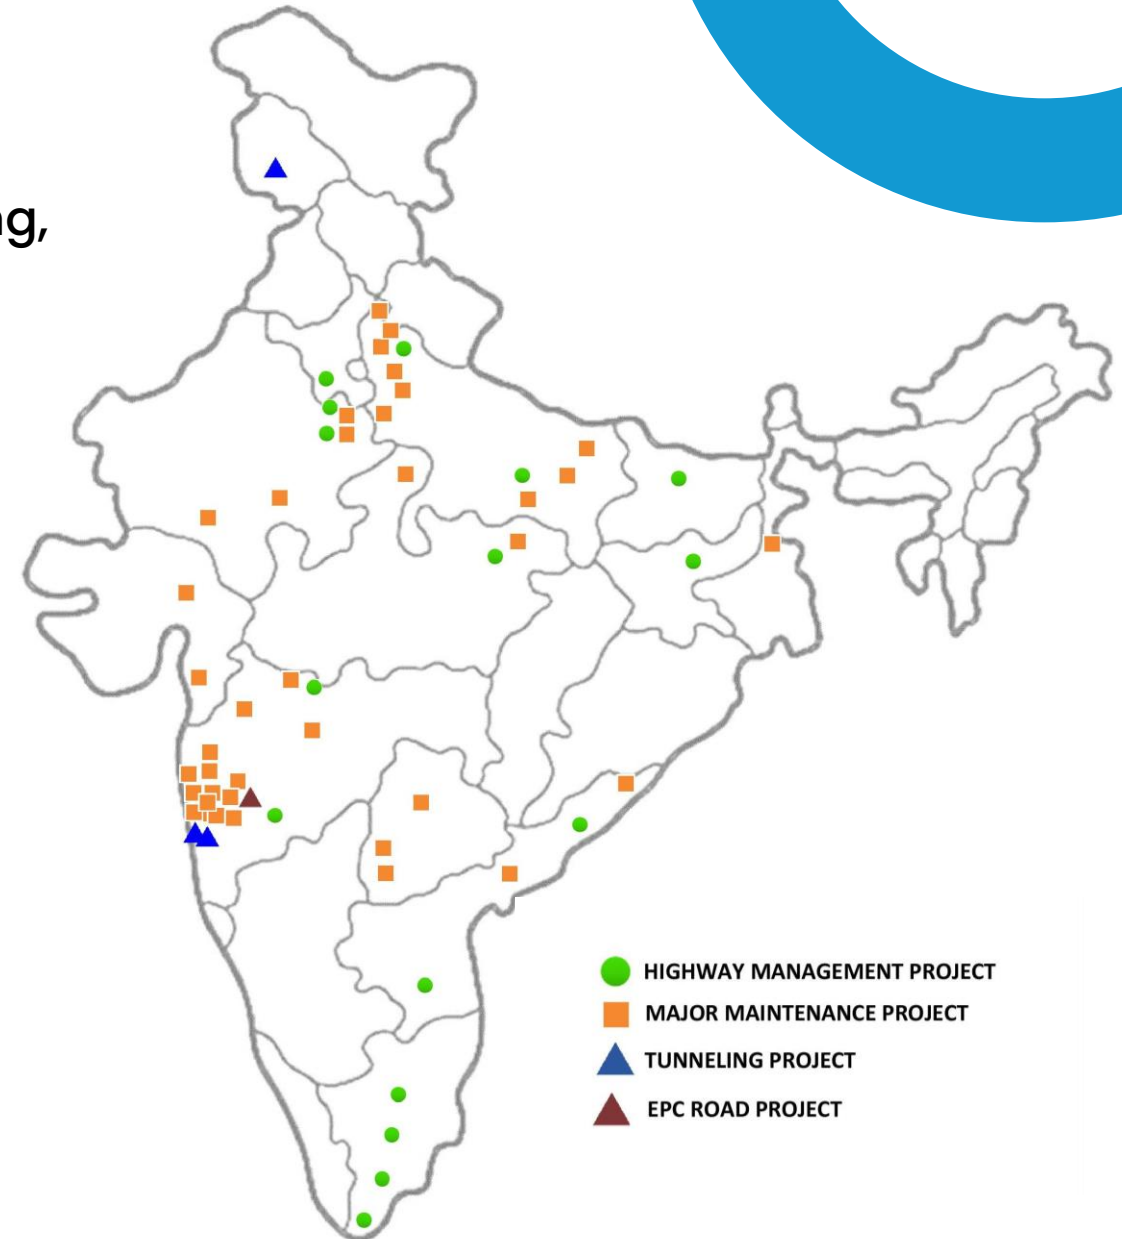 ng,
HIGHWAY MANAGEMENT PROJECT
MAJOR MAINTENANCE PROJECT
TUNNELING PROJECT
EPC ROAD PROJECT